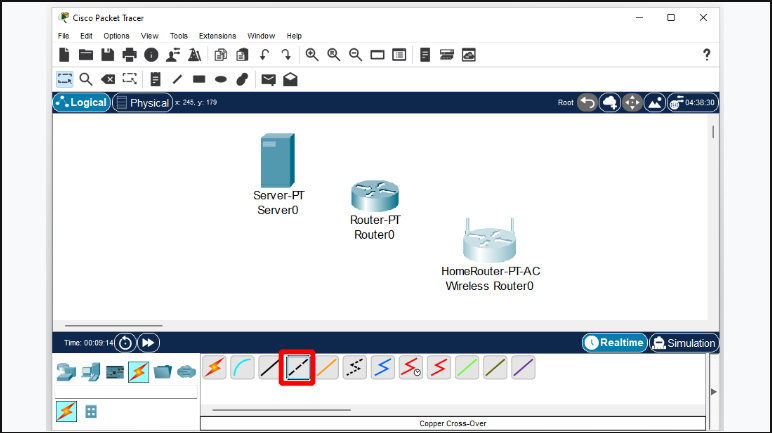 Cisco Packet Tracer
File Edit Options View Tools Extensions Window Help
?
Logical Physical x: 245, y: 179 Root 04:38:30
Server-PT
Server0
Router-PT
Router0
HomeRouter-PT-AC
Wireless Router0
Time: 00:09:14 Realtime Simulation
Copper Cross-Over